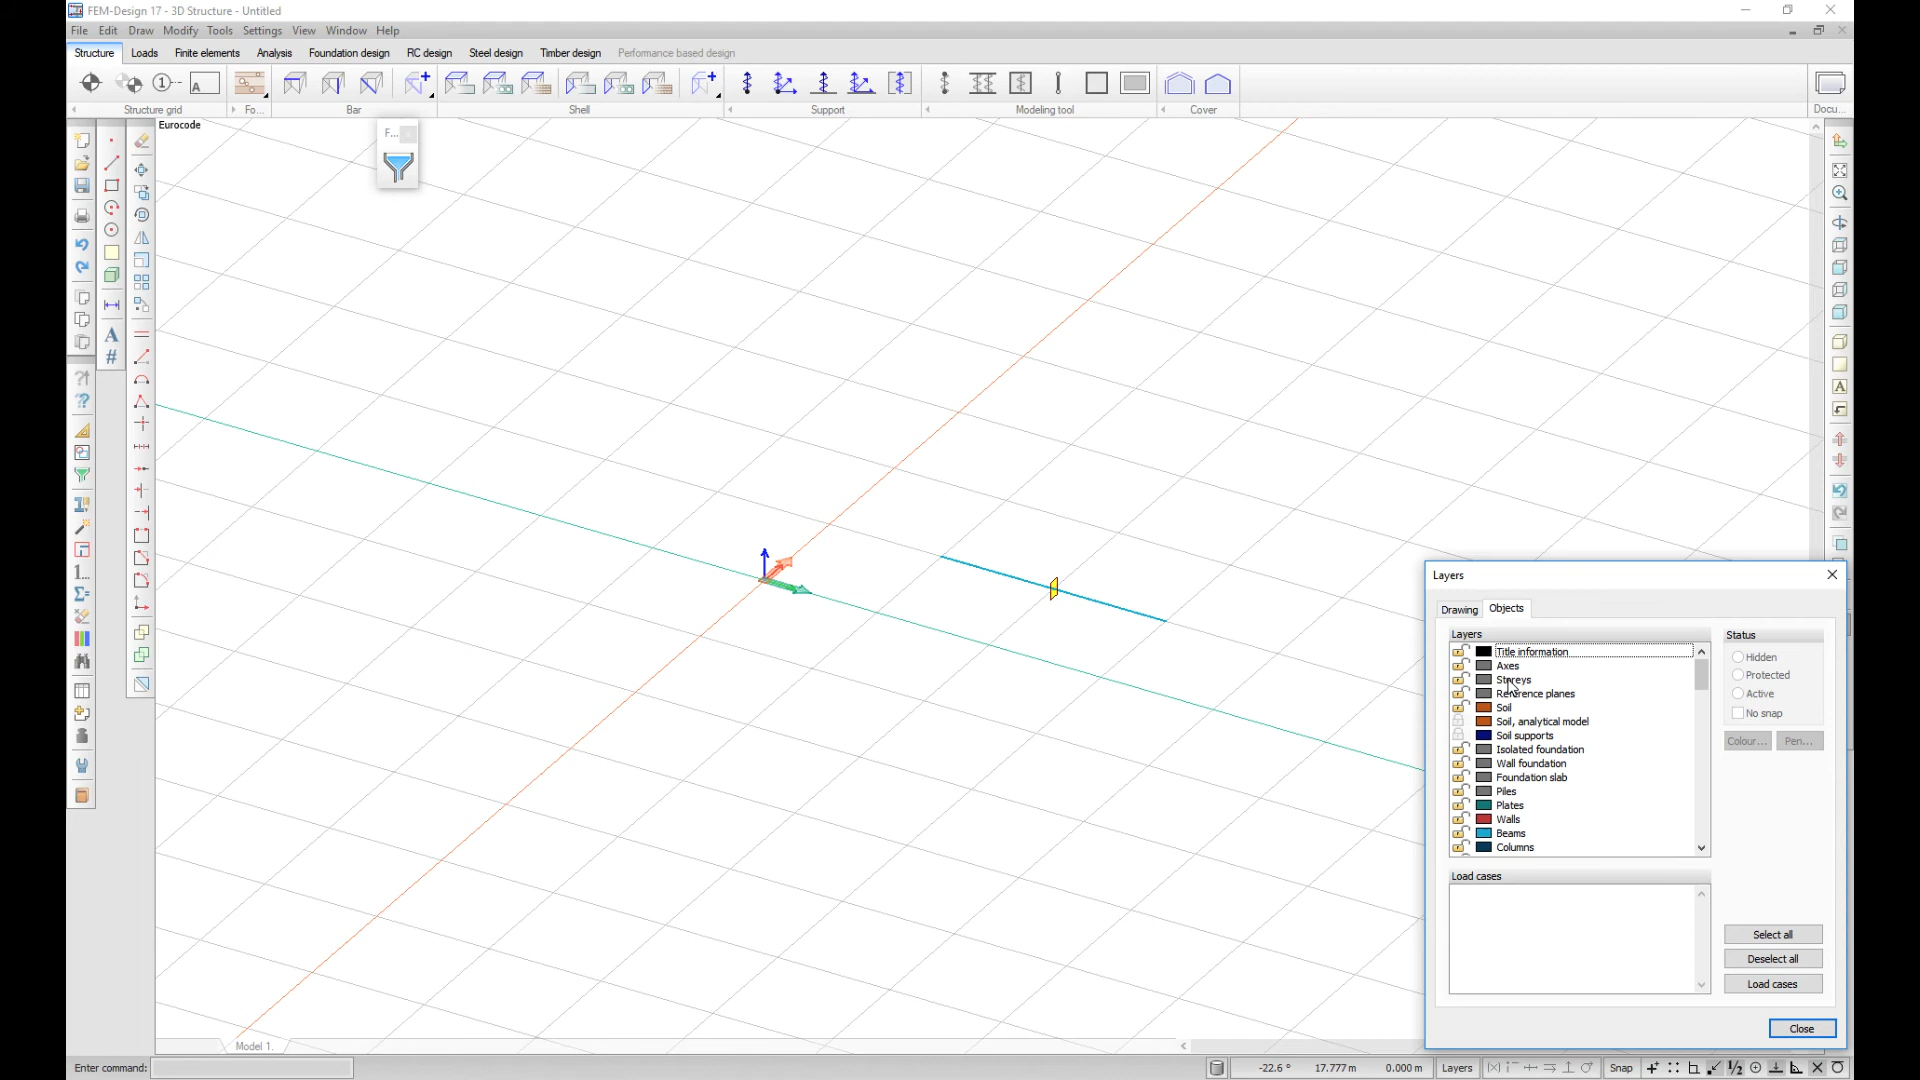 FEM-Design 17 - 3D Structure - Untitled
File Edit Draw Modify Tools Settings View Window Help
Structure Loads Finite elements Analysis Foundation design RC design Steel design Timber design Performance based design
Structure grid Fo... Bar Shell Support Modeling tool Cover Docu...
Eurocode
F...
Layers
Drawing Objects
Layers
Status
Title information
Axes
Storeys
Reference planes
Soil
Soil, analytical model
Soil supports
Isolated foundation
Wall foundation
Foundation slab
Piles
Plates
Walls
Beams
Columns
Hidden
Protected
Active
No snap
Colour... Pen...
Load cases
Select all
Deselect all
Load cases
Close
Model 1.
Enter command: -22.6 ° 17.777 m 0.000 m Layers Snap